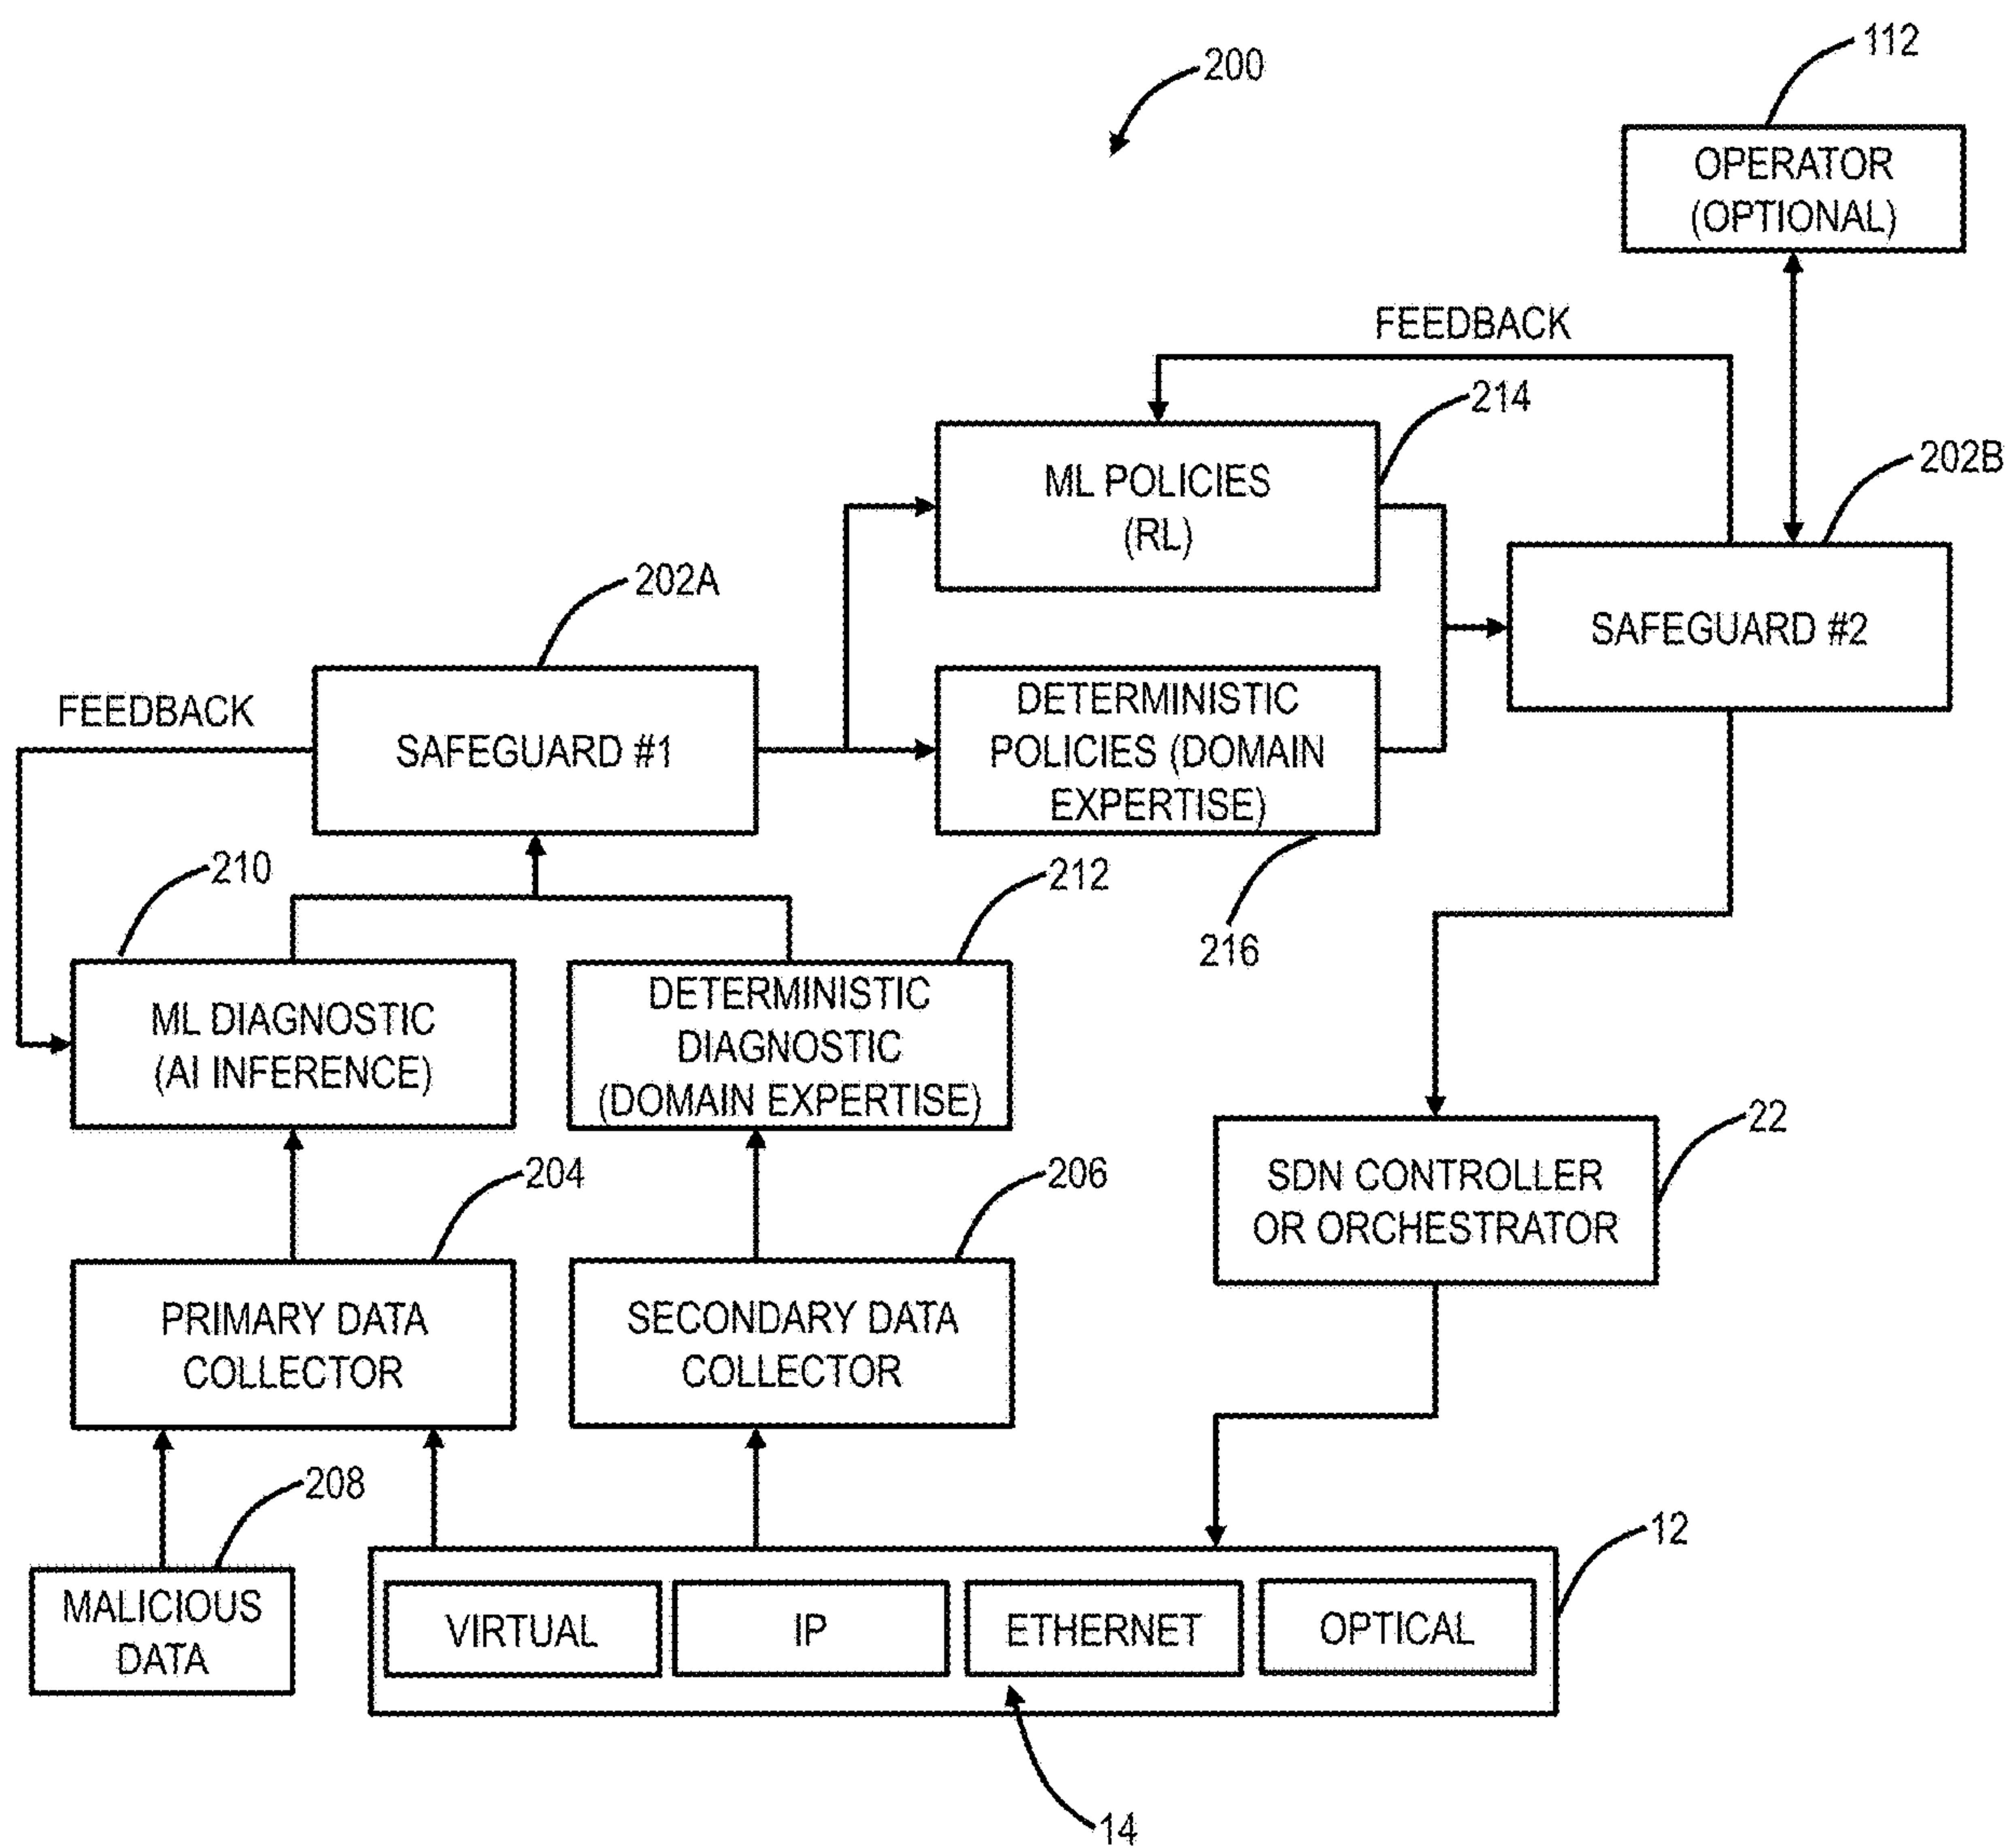 112
200
OPERATOR
(OPTIONAL)
FEEDBACK
214
ML POLICIES
(RL)
202B
202A
SAFEGUARD #2
FEEDBACK
SAFEGUARD #1
DETERMINISTIC
POLICIES (DOMAIN
EXPERTISE)
210
212
216
ML DIAGNOSTIC
(AI INFERENCE)
DETERMINISTIC
DIAGNOSTIC
(DOMAIN EXPERTISE)
22
204
206
SDN CONTROLLER
OR ORCHESTRATOR
PRIMARY DATA
COLLECTOR
SECONDARY DATA
COLLECTOR
208
12
MALICIOUS
DATA
VIRTUAL
IP
ETHERNET
OPTICAL
14